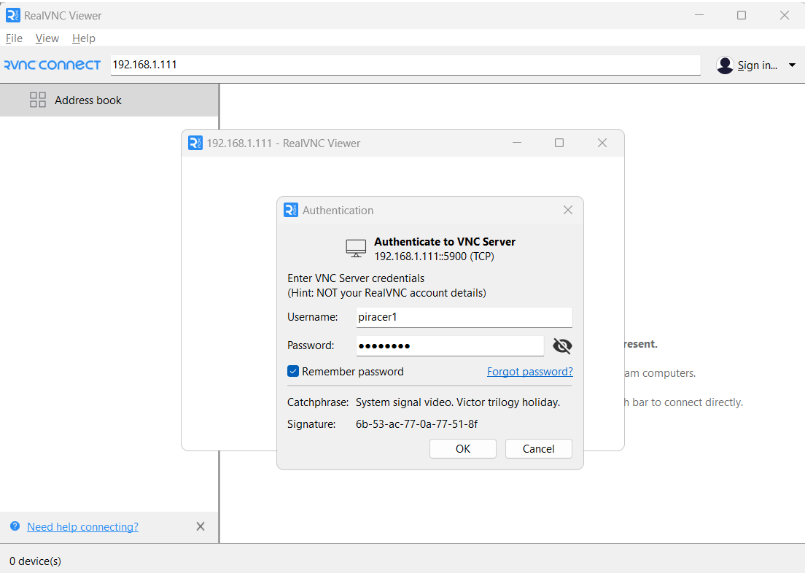 RealVNC Viewer
File View Help
RVNC CONNECT 192.168.1.111 Sign in...
Address book
192.168.1.111 - RealVNC Viewer
Authentication
Authenticate to VNC Server
192.168.1.111::5900 (TCP)
Enter VNC Server credentials
(Hint: NOT your RealVNC account details)
Username: piracer1
Password: ●●●●●●●●
Remember password Forgot password?
Catchphrase: System signal video. Victor trilogy holiday.
Signature: 6b-53-ac-77-0a-77-51-8f
OK Cancel
resent.
am computers.
h bar to connect directly.
Need help connecting?
0 device(s)